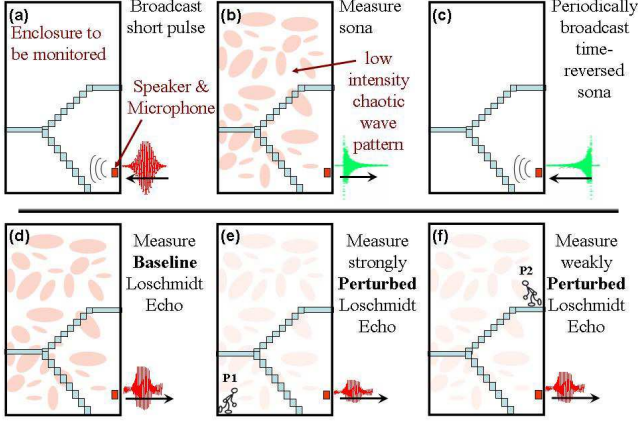 (a)
Broadcast
short pulse
Enclosure to
be monitored
Speaker &
Microphone
(b)
Measure
sona
low
intensity
chaotic
wave
pattern
(c)
Periodically
broadcast
time-
reversed
sona
(d)
Measure
Baseline
Loschmidt
Echo
(e)
Measure
strongly
Perturbed
Loschmidt
Echo
P1
(f)
Measure
weakly
Perturbed
Loschmidt
Echo
P2